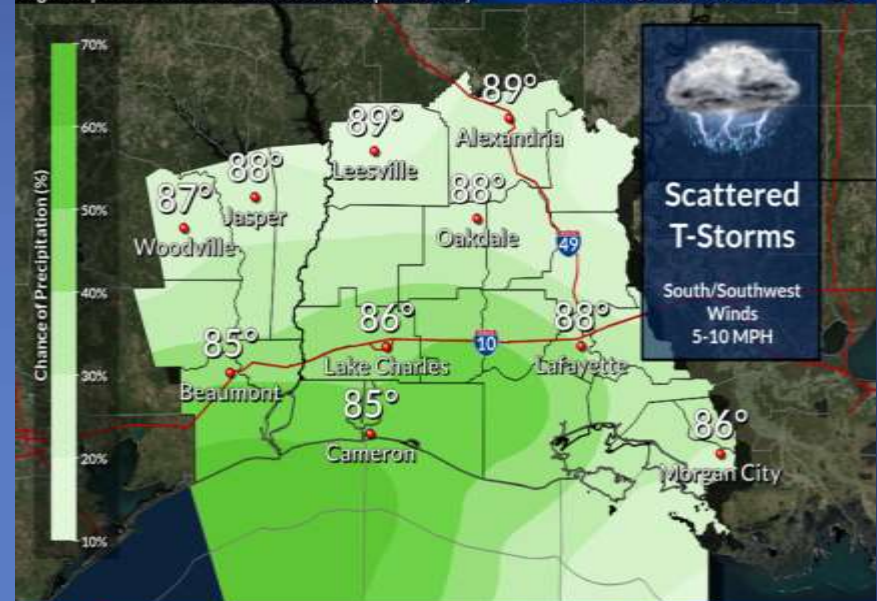 70%
60%
50%
40%
30%
20%
10%
Chance of Precipitation (%)
89°
Alexandria
89°
Leesville
88°
Jasper
87°
Woodville
88°
Oakdale
49
Scattered
T-Storms
South/Southwest
Winds
5-10 MPH
85°
Beaumont
86°
Lake Charles
10
88°
Lafayette
85°
Cameron
86°
Morgan City